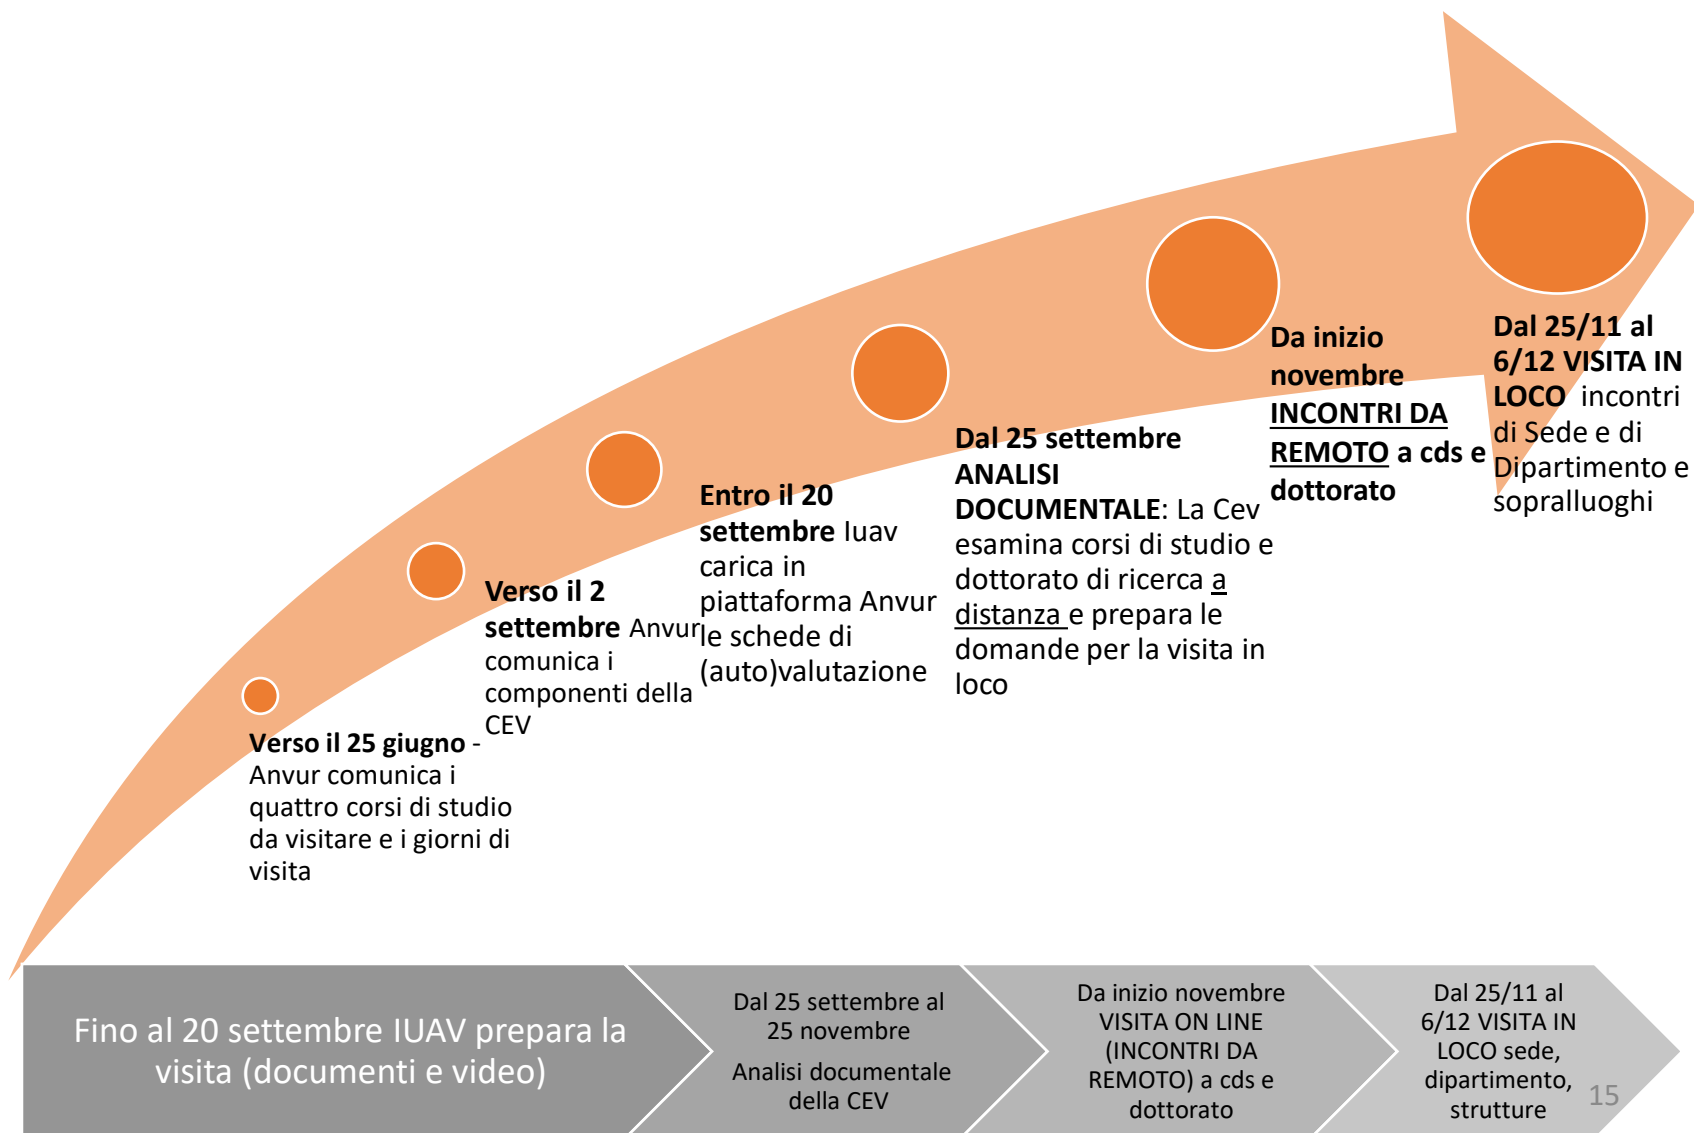 Verso il 25 giugno -
Anvur comunica i
quattro corsi di studio
da visitare e i giorni di
visita
Verso il 2
settembre Anvur
comunica i
componenti della
CEV
Entro il 20
settembre Iuav
carica in
piattaforma Anvur
le schede di
(auto)valutazione
Dal 25 settembre
ANALISI
DOCUMENTALE: La Cev
esamina corsi di studio e
dottorato di ricerca a
distanza e prepara le
domande per la visita in
loco
Da inizio
novembre
INCONTRI DA
REMOTO a cds e
dottorato
Dal 25/11 al
6/12 VISITA IN
LOCO incontri
di Sede e di
Dipartimento e
sopralluoghi
Fino al 20 settembre IUAV prepara la
visita (documenti e video)
Dal 25 settembre al
25 novembre
Analisi documentale
della CEV
Da inizio novembre
VISITA ON LINE
(INCONTRI DA
REMOTO) a cds e
dottorato
Dal 25/11 al
6/12 VISITA IN
LOCO sede,
dipartimento,
strutture
15